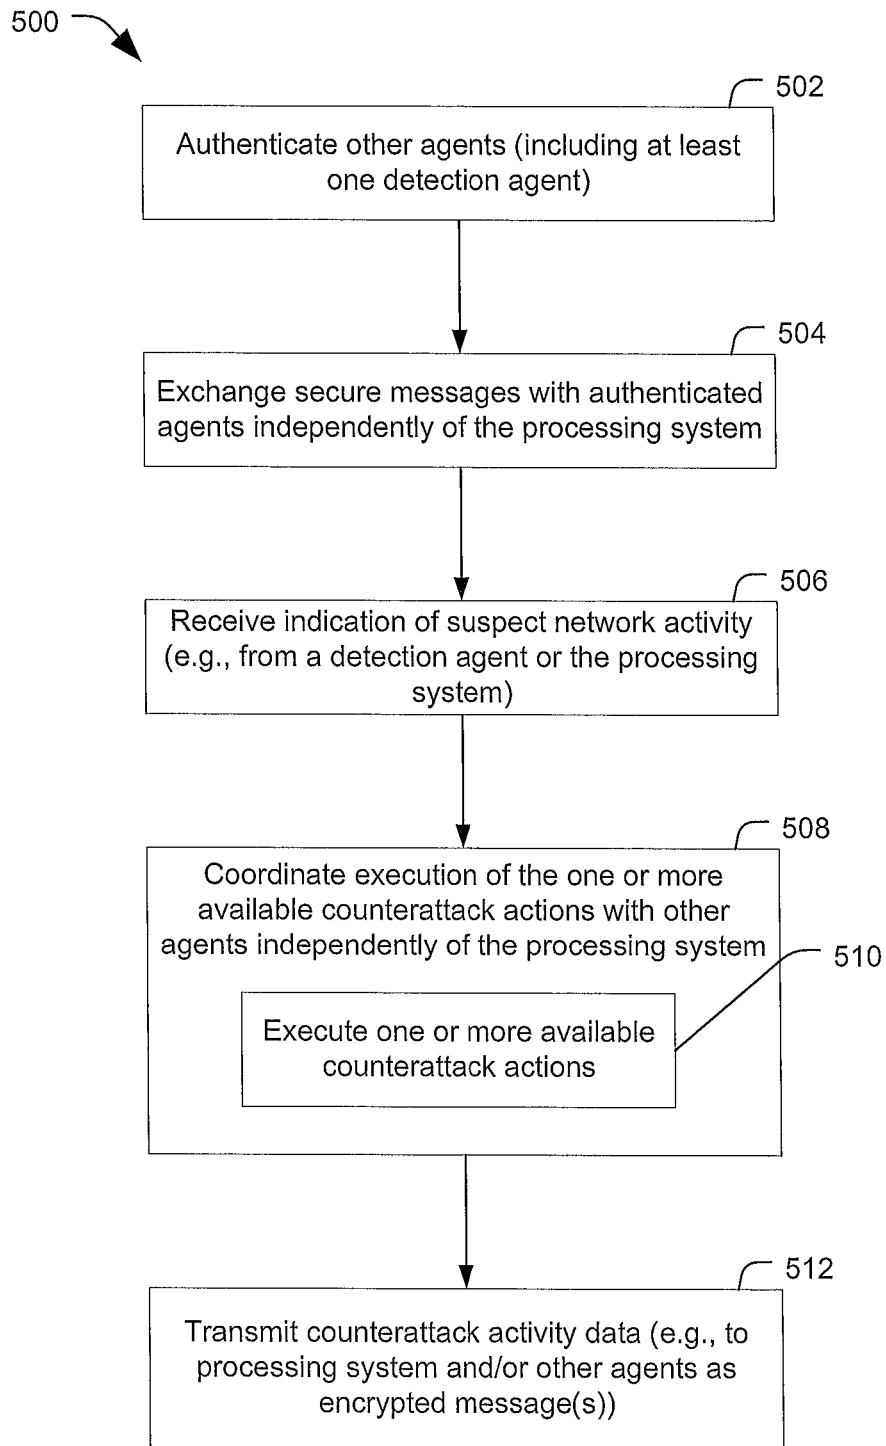 500
502
Authenticate other agents (including at least
one detection agent)
504
Exchange secure messages with authenticated
agents independently of the processing system
506
Receive indication of suspect network activity
(e.g., from a detection agent or the processing
system)
508
Coordinate execution of the one or more
available counterattack actions with other
agents independently of the processing system
510
Execute one or more available
counterattack actions
512
Transmit counterattack activity data (e.g., to
processing system and/or other agents as
encrypted message(s))